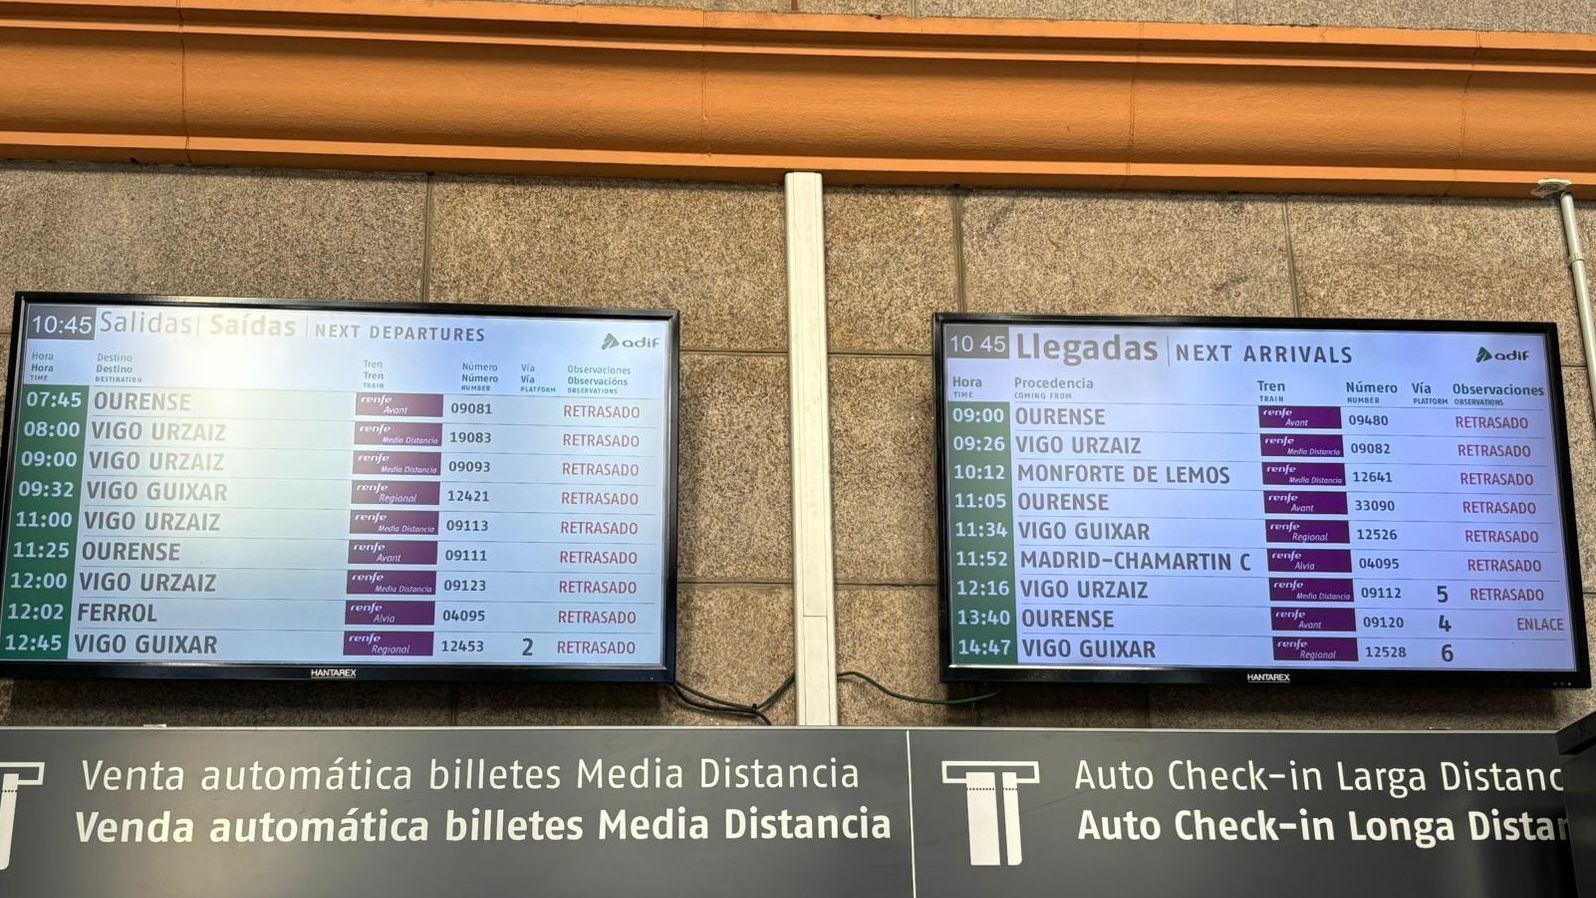 10:45 Salidas | Saídas | NEXT DEPARTURES adif
Hora Destino Tren Número Vía Observaciones
Hora Destino Tren Número Vía Observacións
TIME DESTINATION TRAIN NUMBER PLATFORM OBSERVATIONS
07:45 OURENSE renfe Avant 09081 RETRASADO
08:00 VIGO URZAIZ renfe Media Distancia 19083 RETRASADO
09:00 VIGO URZAIZ renfe Media Distancia 09093 RETRASADO
09:32 VIGO GUIXAR renfe Regional 12421 RETRASADO
11:00 VIGO URZAIZ renfe Media Distancia 09113 RETRASADO
11:25 OURENSE renfe Avant 09111 RETRASADO
12:00 VIGO URZAIZ renfe Media Distancia 09123 RETRASADO
12:02 FERROL renfe Alvia 04095 RETRASADO
12:45 VIGO GUIXAR renfe Regional 12453 2 RETRASADO
HANTAREX
10 45 Llegadas | NEXT ARRIVALS adif
Hora Procedencia Tren Número Vía Observaciones
TIME COMING FROM TRAIN NUMBER PLATFORM OBSERVATIONS
09:00 OURENSE renfe Avant 09480 RETRASADO
09:26 VIGO URZAIZ renfe Media Distancia 09082 RETRASADO
10:12 MONFORTE DE LEMOS renfe Media Distancia 12641 RETRASADO
11:05 OURENSE renfe Avant 33090 RETRASADO
11:34 VIGO GUIXAR renfe Regional 12526 RETRASADO
11:52 MADRID-CHAMARTIN C renfe Alvia 04095 RETRASADO
12:16 VIGO URZAIZ renfe Media Distancia 09112 5 RETRASADO
13:40 OURENSE renfe Avant 09120 4 ENLACE
14:47 VIGO GUIXAR renfe Regional 12528 6
HANTAREX
Venta automática billetes Media Distancia
Venda automática billetes Media Distancia
Auto Check-in Larga Distanc
Auto Check-in Longa Distan